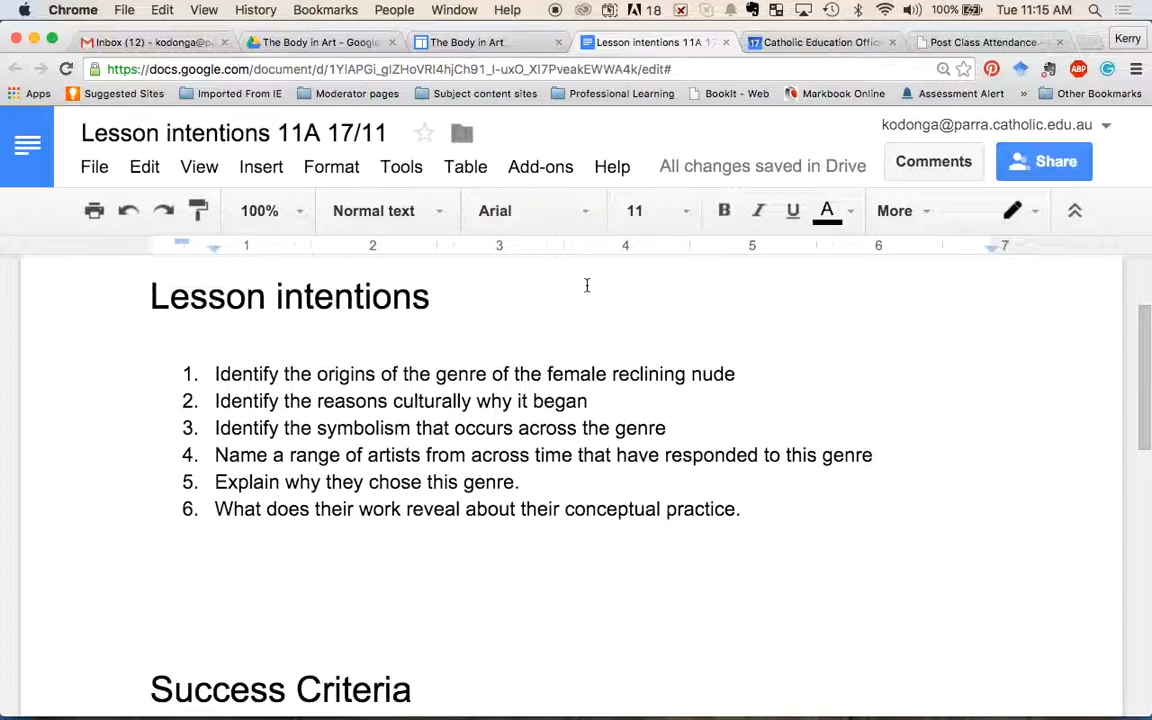 Chrome File Edit View History Bookmarks People Window Help 18 100% Tue 11:15 AM
Inbox (12) - kodonga@p. The Body in Art - Google The Body in Art Lesson intentions 11A 17/11 Catholic Education Offic Post Class Attendance Kerry
https://docs.google.com/document/d/1YlAPGi_glZHoVRI4hjCh91_I-uxO_Xl7PveakEWWA4k/edit#
Apps Suggested Sites Imported From IE Moderator pages Subject content sites Professional Learning BookIt - Web Markbook Online Assessment Alert » Other Bookmarks
Lesson intentions 11A 17/11
kodonga@parra.catholic.edu.au
File Edit View Insert Format Tools Table Add-ons Help All changes saved in Drive Comments Share
100% Normal text Arial 11 B I U A More
1 2 3 4 5 6 7
Lesson intentions
1. Identify the origins of the genre of the female reclining nude
2. Identify the reasons culturally why it began
3. Identify the symbolism that occurs across the genre
4. Name a range of artists from across time that have responded to this genre
5. Explain why they chose this genre.
6. What does their work reveal about their conceptual practice.
Success Criteria